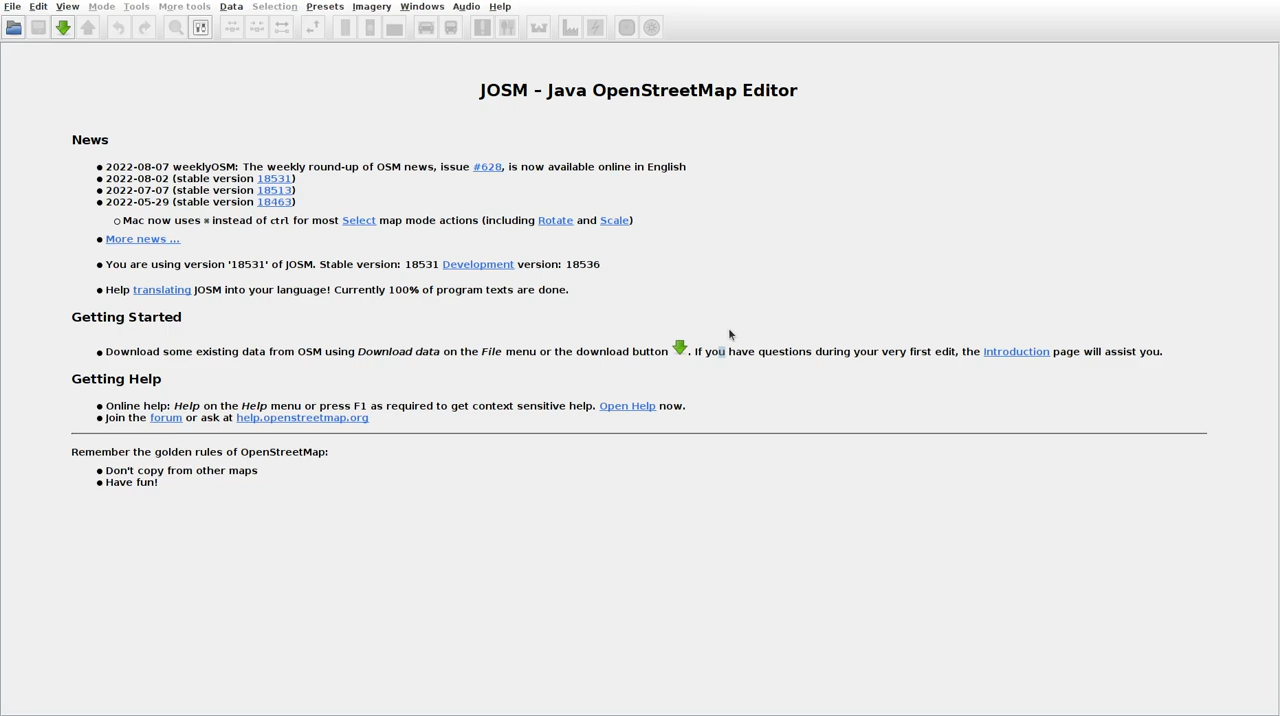 File Edit View Mode Tools More tools Data Selection Presets Imagery Windows Audio Help
JOSM – Java OpenStreetMap Editor
News
2022-08-07 weeklyOSM: The weekly round-up of OSM news, issue #628, is now available online in English
2022-08-02 (stable version 18531)
2022-07-07 (stable version 18513)
2022-05-29 (stable version 18463)
Mac now uses ⌘ instead of ctrl for most Select map mode actions (including Rotate and Scale)
More news ...
You are using version '18531' of JOSM. Stable version: 18531 Development version: 18536
Help translating JOSM into your language! Currently 100% of program texts are done.
Getting Started
Download some existing data from OSM using Download data on the File menu or the download button . If you have questions during your very first edit, the Introduction page will assist you.
Getting Help
Online help: Help on the Help menu or press F1 as required to get context sensitive help. Open Help now.
Join the forum or ask at help.openstreetmap.org
Remember the golden rules of OpenStreetMap:
Don't copy from other maps
Have fun!